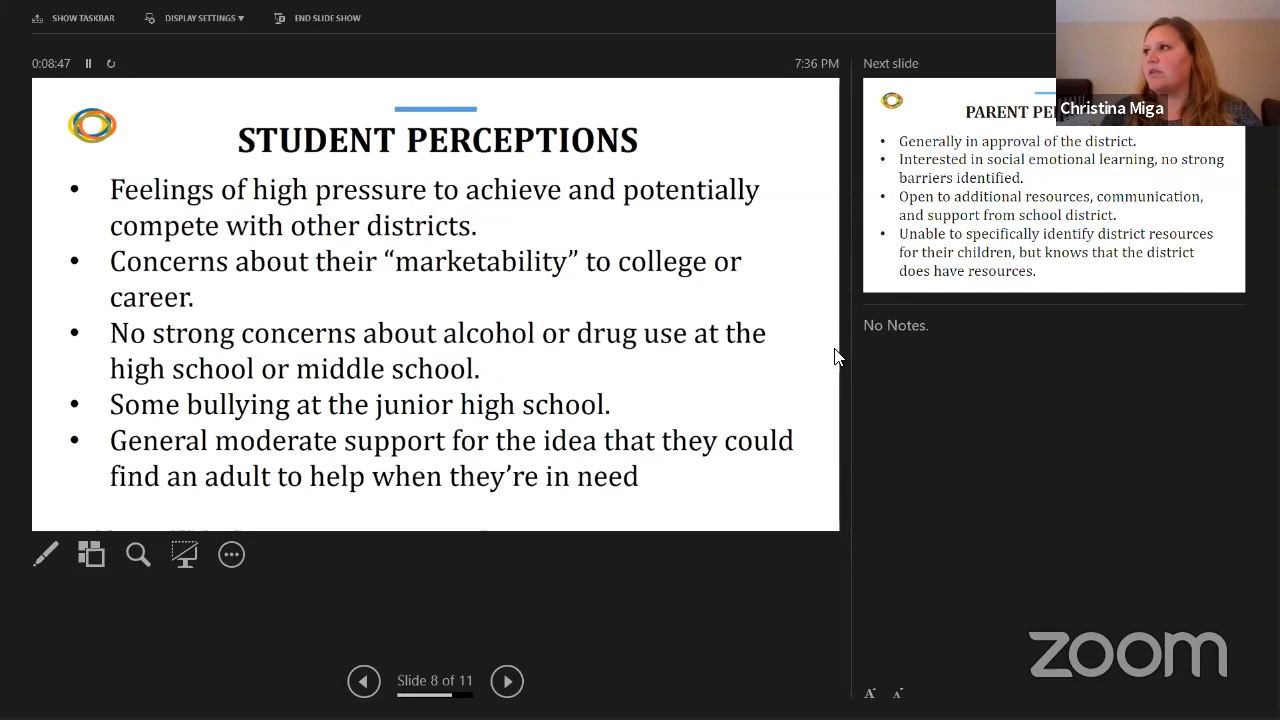 SHOW TASKBAR
DISPLAY SETTINGS ▼
END SLIDE SHOW
0:08:47
7:36 PM
STUDENT PERCEPTIONS
• Feelings of high pressure to achieve and potentially
compete with other districts.
• Concerns about their “marketability” to college or
career.
• No strong concerns about alcohol or drug use at the
high school or middle school.
• Some bullying at the junior high school.
• General moderate support for the idea that they could
find an adult to help when they’re in need
Slide 8 of 11
Next slide
Christina Miga
PARENT
• Generally in approval of the district.
• Interested in social emotional learning, no strong
barriers identified.
• Open to additional resources, communication,
and support from school district.
• Unable to specifically identify district resources
for their children, but knows that the district
does have resources.
No Notes.
zoom
A A